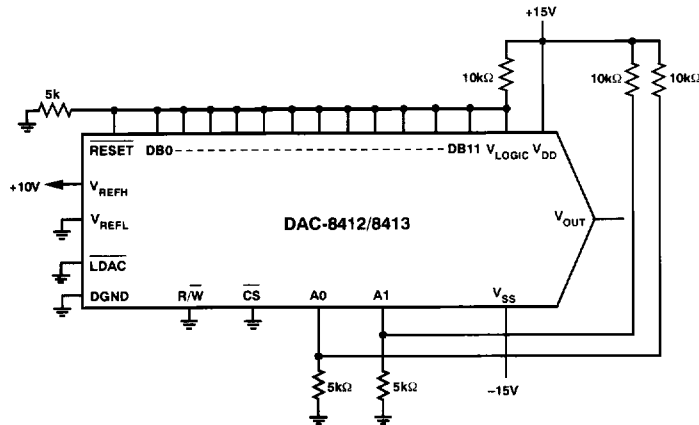 +15V
5k
10kΩ
10kΩ
10kΩ
RESET
DB0
DB11
VLOGIC
VDD
+10V
VREFH
VREFL
DAC-8412/8413
VOUT
LDAC
DGND
R/W
CS
A0
A1
VSS
5kΩ
5kΩ
–15V